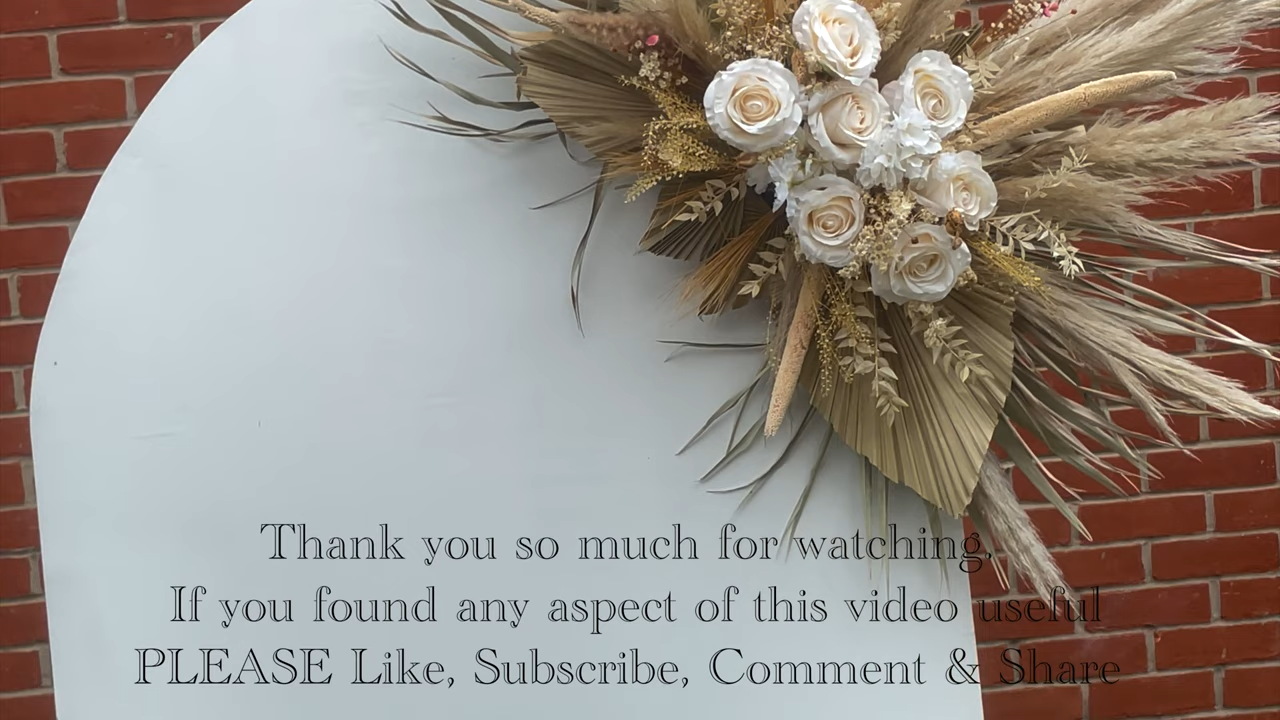 Thank you so much for watching.
If you found any aspect of this video useful
PLEASE Like, Subscribe, Comment & Share